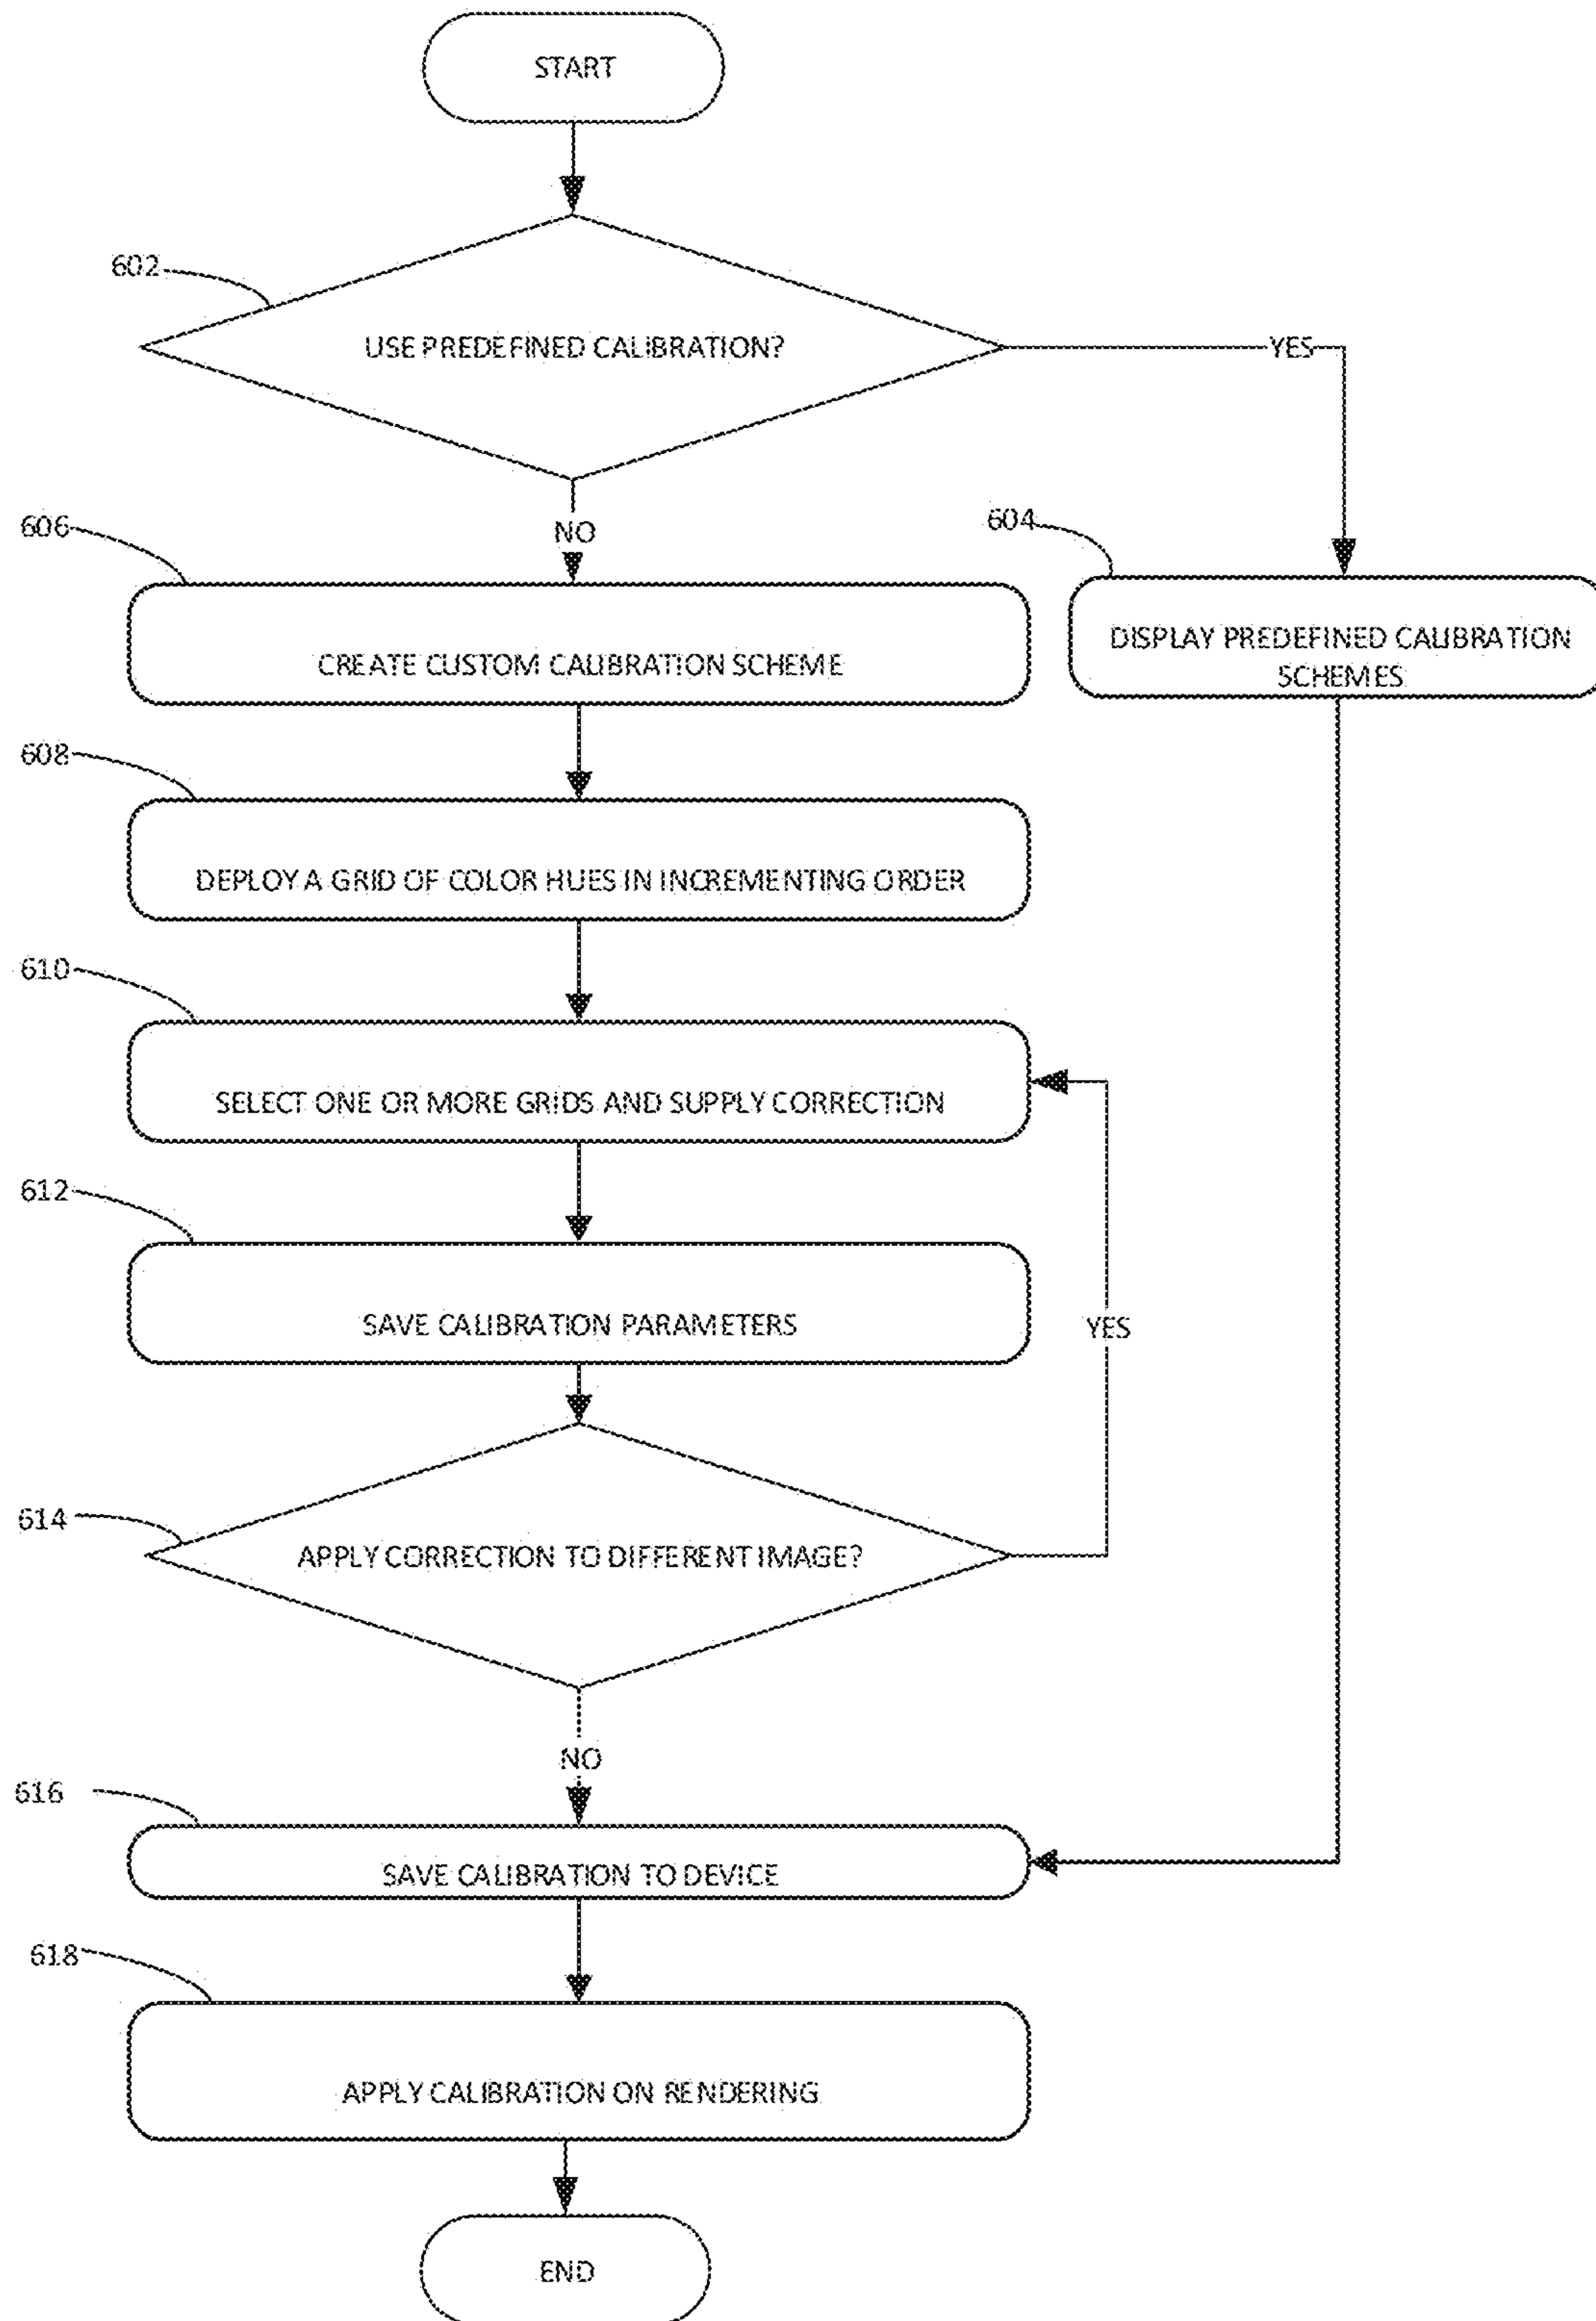 START
602
USE PREDEFINED CALIBRATION?
YES
NO
606
604
CREATE CUSTOM CALIBRATION SCHEME
DISPLAY PREDEFINED CALIBRATION
SCHEMES
608
DEPLOY A GRID OF COLOR HUES IN INCREMENTING ORDER
610
SELECT ONE OR MORE GRIDS AND SUPPLY CORRECTION
612
SAVE CALIBRATION PARAMETERS
YES
614
APPLY CORRECTION TO DIFFERENT IMAGE?
NO
616
SAVE CALIBRATION TO DEVICE
618
APPLY CALIBRATION ON RENDERING
END